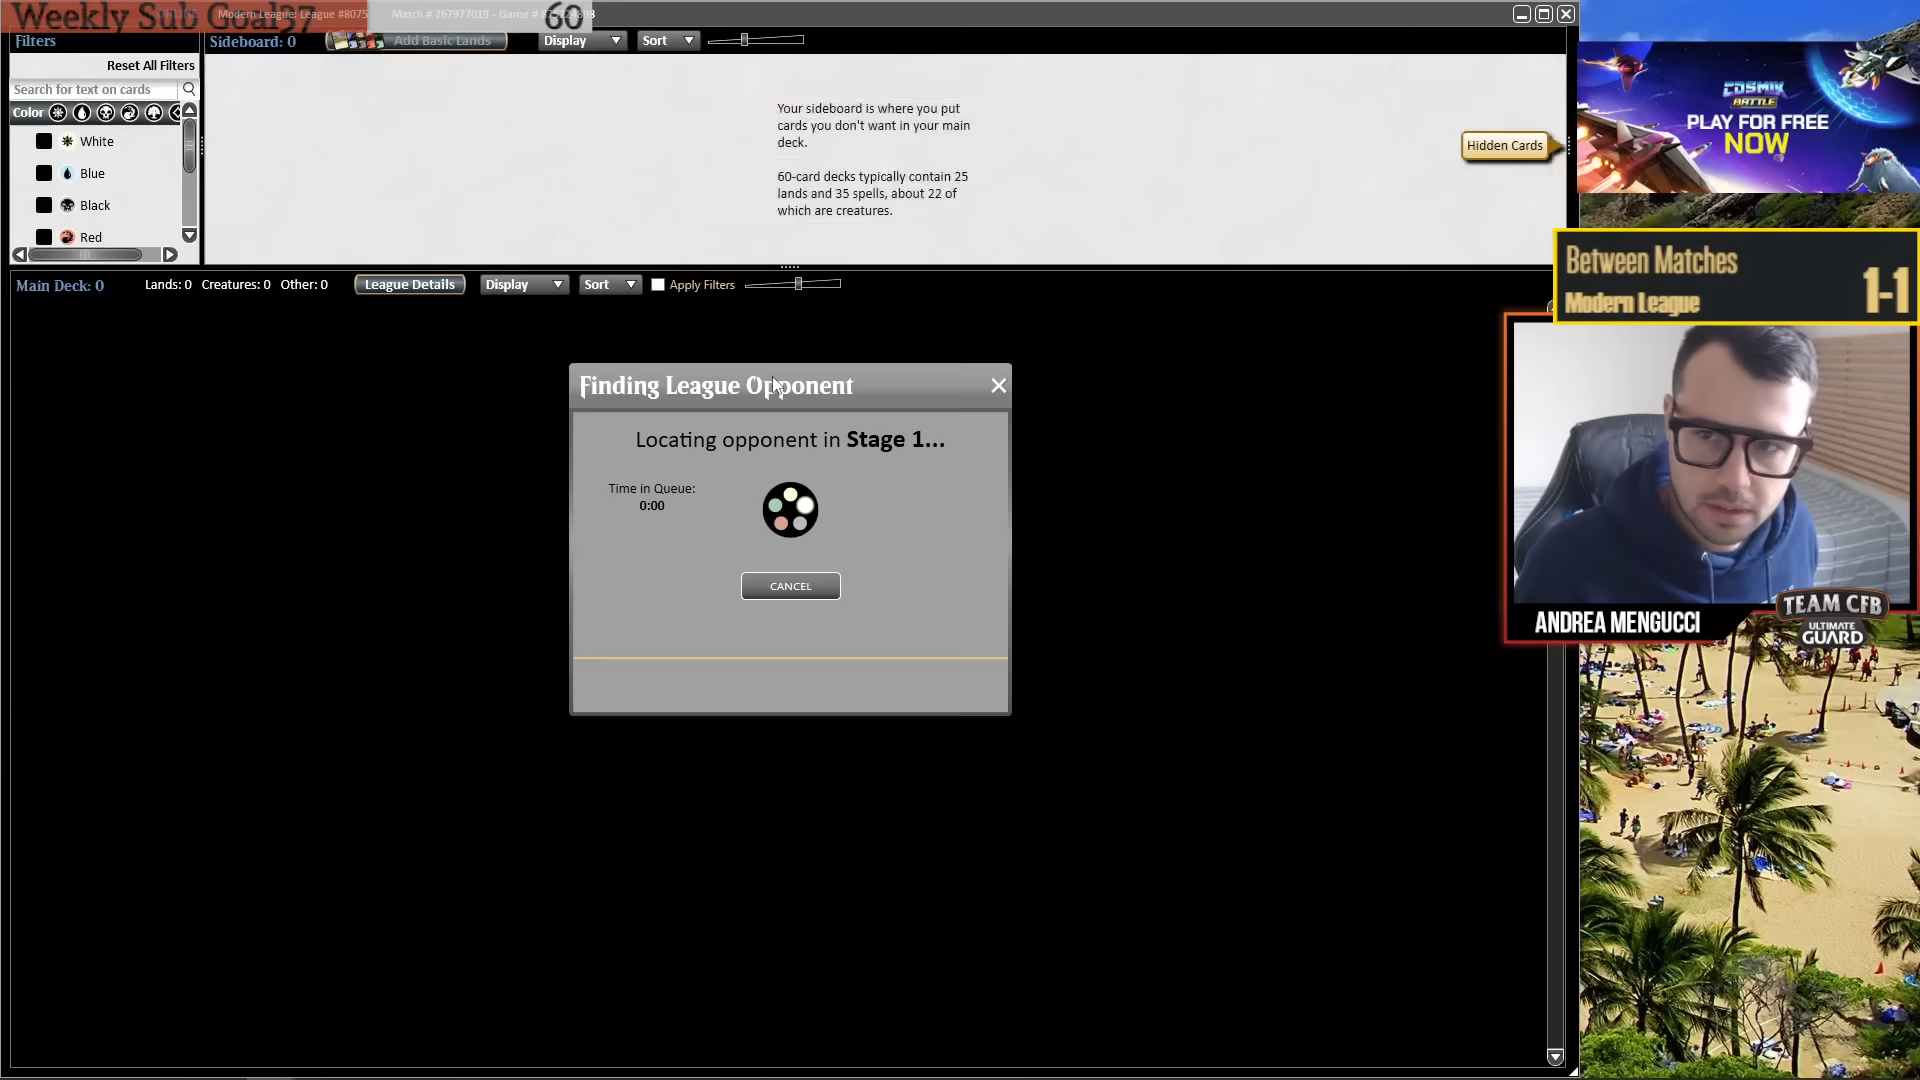 Weekly Sub Goal 37 60
Modern League: League #8075
Match # 267977019 - Game #
Filters
Sideboard: 0
Add Basic Lands
Display
Sort
Reset All Filters
Search for text on cards
Color
White
Blue
Black
Red
Your sideboard is where you put
cards you don't want in your main
deck.
60-card decks typically contain 25
lands and 35 spells, about 22 of
which are creatures.
Hidden Cards
COSMIK
BATTLE
PLAY FOR FREE
NOW
Main Deck: 0
Lands: 0 Creatures: 0 Other: 0
League Details
Display
Sort
Apply Filters
Between Matches
Modern League
1-1
Finding League Opponent
Locating opponent in Stage 1...
Time in Queue:
0:00
CANCEL
ANDREA MENGUCCI
TEAM CFB
ULTIMATE
GUARD